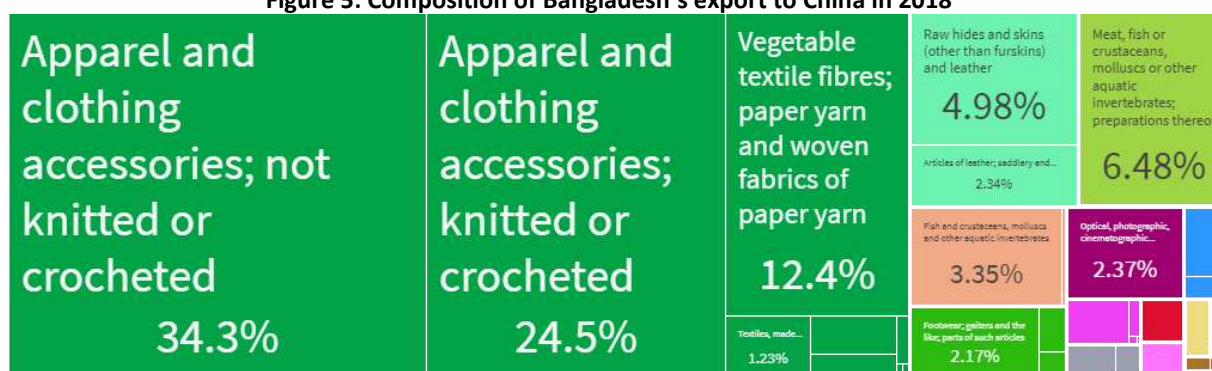 Figure 5: Composition of Bangladesh's export to China in 2018
Apparel and
clothing
accessories; not
knitted or
crocheted
34.3%
Apparel and
clothing
accessories;
knitted or
crocheted
24.5%
Vegetable
textile fibres;
paper yarn
and woven
fabrics of
paper yarn
12.4%
Textiles, made...
1.23%
Raw hides and skins
(other than furskins)
and leather
4.98%
Articles of leather; saddlery and...
2.34%
Meat, fish or
crustaceans,
molluscs or other
aquatic
invertebrates;
preparations thereo
6.48%
Fish and crustaceans, molluscs
and other aquatic invertebrates
3.35%
Optical, photographic,
cinematographic...
2.37%
Footwear; gaiters and the
like; parts of such articles
2.17%